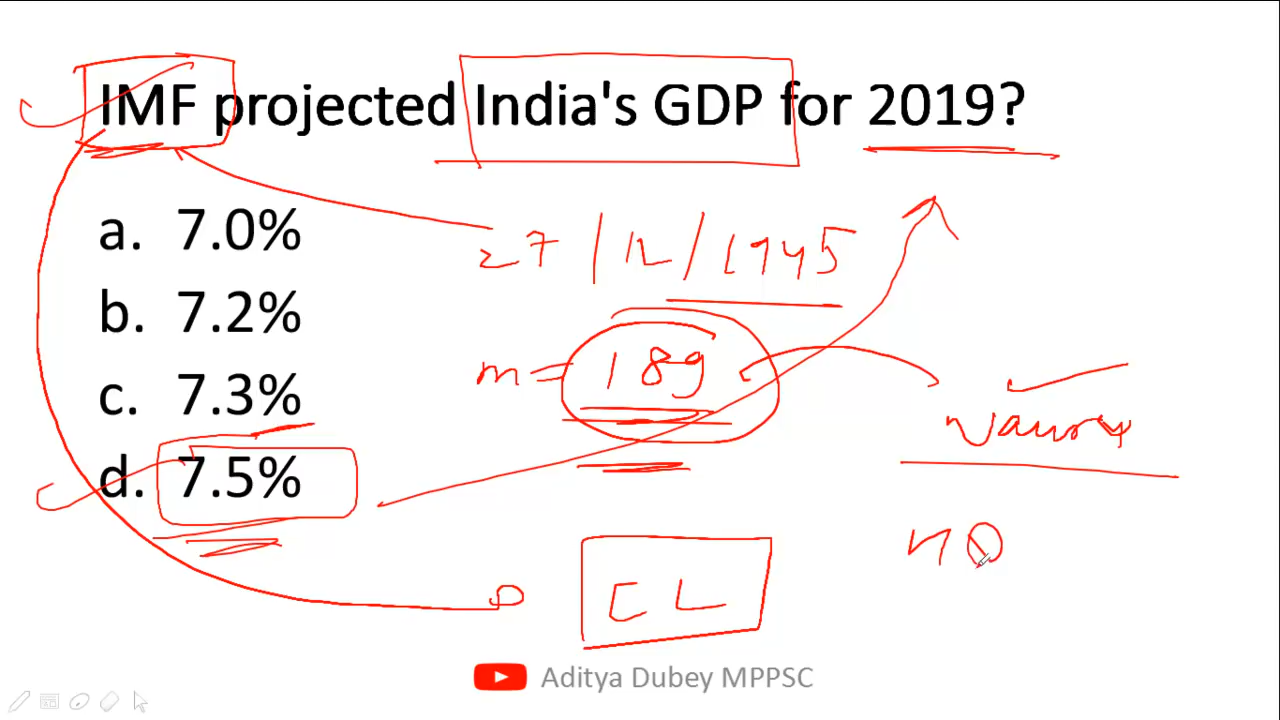 IMF projected India's GDP for 2019?
a. 7.0%
27/12/1945
b. 7.2%
m = 189
c. 7.3%
d. 7.5%
CL
Aditya Dubey MPPSC